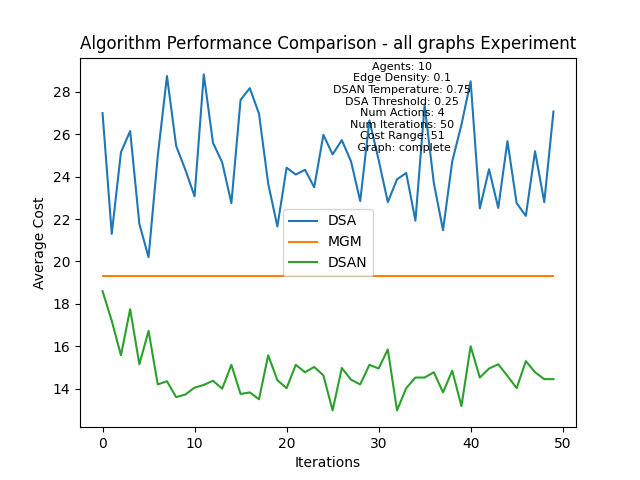 Algorithm Performance Comparison - all graphs Experiment
Agents: 10
Edge Density: 0.1
DSAN Temperature: 0.75
DSA Threshold: 0.25
Num Actions: 4
Num Iterations: 50
Cost Range: 51
Graph: complete
28
26
24
22
20
18
16
14
Average Cost
DSA
MGM
DSAN
0
10
20
30
40
50
Iterations